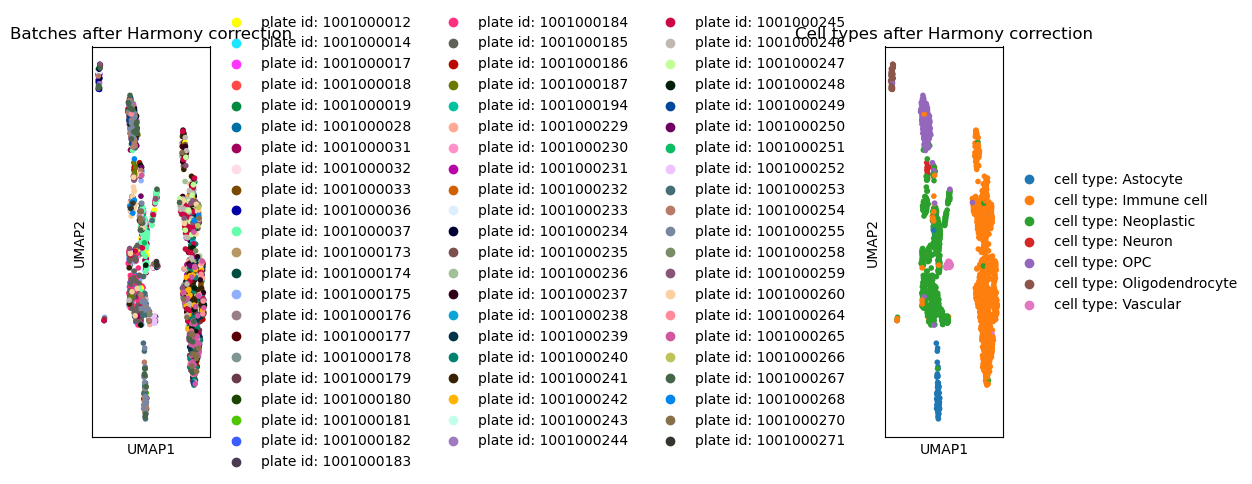 Batches after Harmony correction
UMAP2
UMAP1
plate id: 1001000012
plate id: 1001000014
plate id: 1001000017
plate id: 1001000018
plate id: 1001000019
plate id: 1001000028
plate id: 1001000031
plate id: 1001000032
plate id: 1001000033
plate id: 1001000036
plate id: 1001000037
plate id: 1001000173
plate id: 1001000174
plate id: 1001000175
plate id: 1001000176
plate id: 1001000177
plate id: 1001000178
plate id: 1001000179
plate id: 1001000180
plate id: 1001000181
plate id: 1001000182
plate id: 1001000183
plate id: 1001000184
plate id: 1001000185
plate id: 1001000186
plate id: 1001000187
plate id: 1001000194
plate id: 1001000229
plate id: 1001000230
plate id: 1001000231
plate id: 1001000232
plate id: 1001000233
plate id: 1001000234
plate id: 1001000235
plate id: 1001000236
plate id: 1001000237
plate id: 1001000238
plate id: 1001000239
plate id: 1001000240
plate id: 1001000241
plate id: 1001000242
plate id: 1001000243
plate id: 1001000244
plate id: 1001000245
plate id: 1001000246
plate id: 1001000247
plate id: 1001000248
plate id: 1001000249
plate id: 1001000250
plate id: 1001000251
plate id: 1001000252
plate id: 1001000253
plate id: 1001000254
plate id: 1001000255
plate id: 1001000258
plate id: 1001000259
plate id: 1001000260
plate id: 1001000264
plate id: 1001000265
plate id: 1001000266
plate id: 1001000267
plate id: 1001000268
plate id: 1001000270
plate id: 1001000271
Cell types after Harmony correction
UMAP2
UMAP1
cell type: Astocyte
cell type: Immune cell
cell type: Neoplastic
cell type: Neuron
cell type: OPC
cell type: Oligodendrocyte
cell type: Vascular